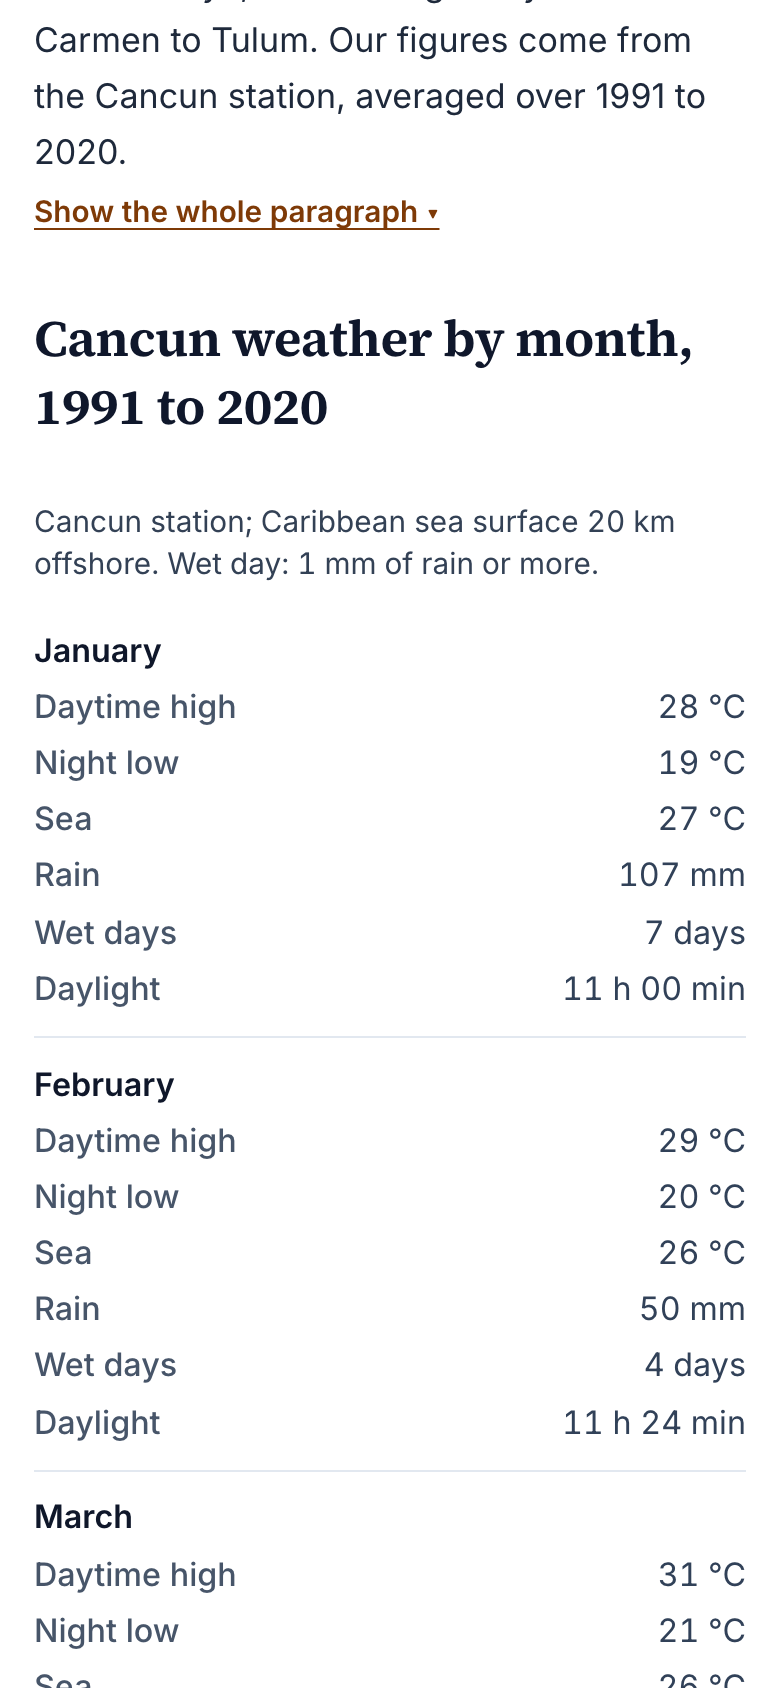 Carmen to Tulum. Our figures come from
the Cancun station, averaged over 1991 to
2020.
Show the whole paragraph ▾
Cancun weather by month,
1991 to 2020
Cancun station; Caribbean sea surface 20 km
offshore. Wet day: 1 mm of rain or more.
January
Daytime high 28 °C
Night low 19 °C
Sea 27 °C
Rain 107 mm
Wet days 7 days
Daylight 11 h 00 min
February
Daytime high 29 °C
Night low 20 °C
Sea 26 °C
Rain 50 mm
Wet days 4 days
Daylight 11 h 24 min
March
Daytime high 31 °C
Night low 21 °C
Sea 26 °C